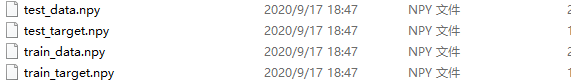 test_data.npy 2020/9/17 18:47 NPY 文件
test_target.npy 2020/9/17 18:47 NPY 文件
train_data.npy 2020/9/17 18:47 NPY 文件
train_target.npy 2020/9/17 18:47 NPY 文件